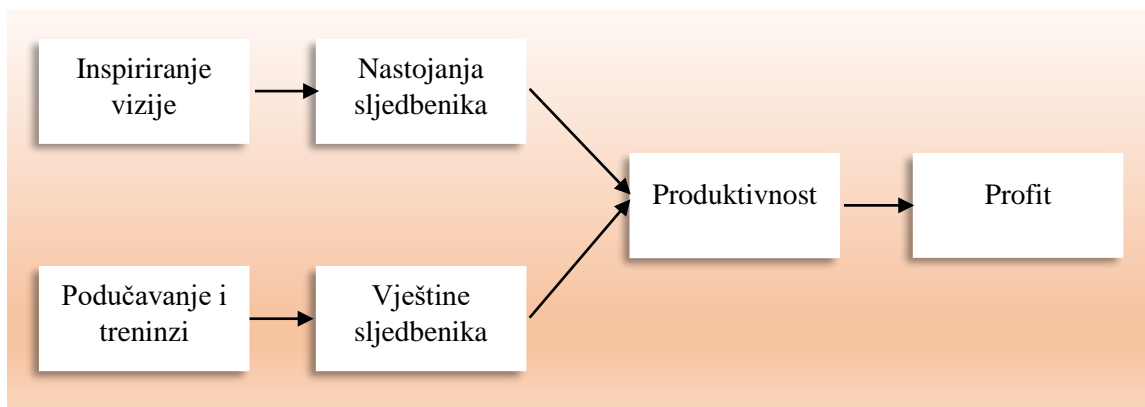 Inspiriranje
vizije
Nastojanja
sljedbenika
Produktivnost
Profit
Podučavanje i
treninzi
Vještine
sljedbenika